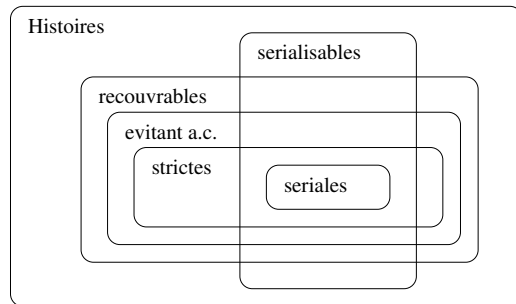 Histoires
serialisables
recouvrables
evitant a.c.
strictes
seriales